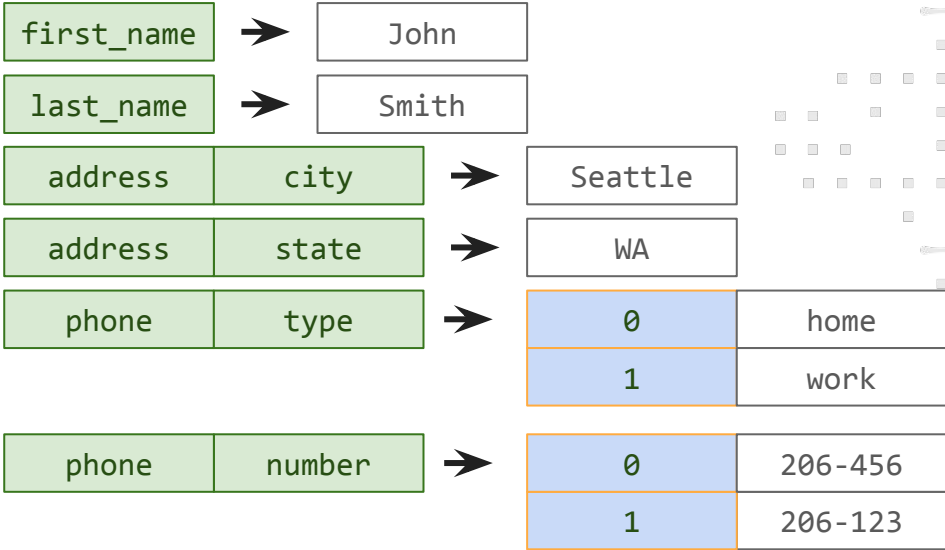 first_name John
last_name Smith
address city Seattle
address state WA
phone type 0 home
1 work
phone number 0 206-456
1 206-123